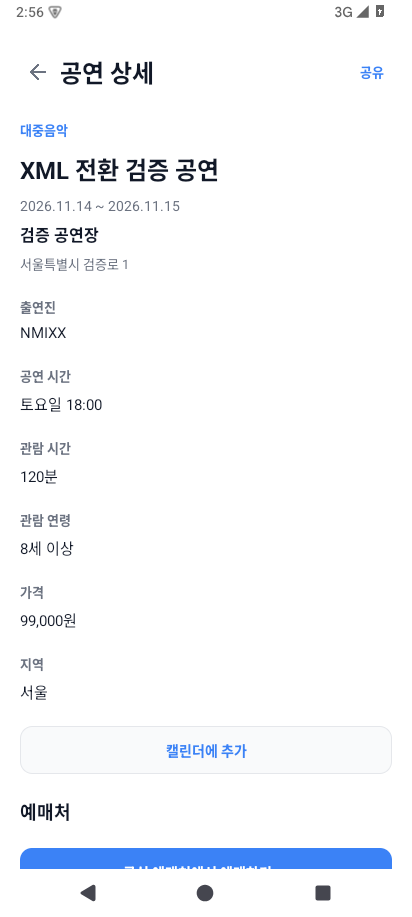 2:56
3G
공연 상세
공유
대중음악
XML 전환 검증 공연
2026.11.14 ~ 2026.11.15
검증 공연장
서울특별시 검증로 1
출연진
NMIXX
공연 시간
토요일 18:00
관람 시간
120분
관람 연령
8세 이상
가격
99,000원
지역
서울
캘린더에 추가
예매처